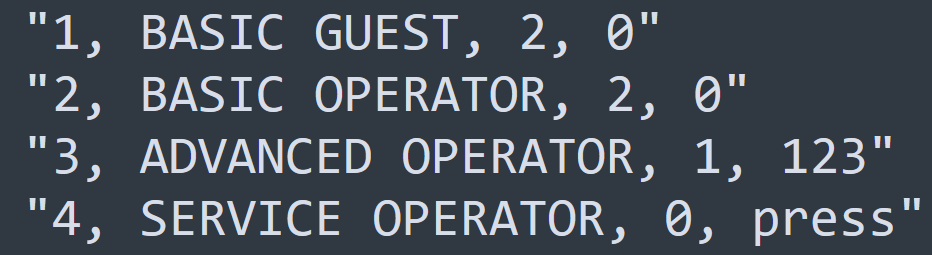 "1, BASIC GUEST, 2, 0"
"2, BASIC OPERATOR, 2, 0"
"3, ADVANCED OPERATOR, 1, 123"
"4, SERVICE OPERATOR, 0, press"